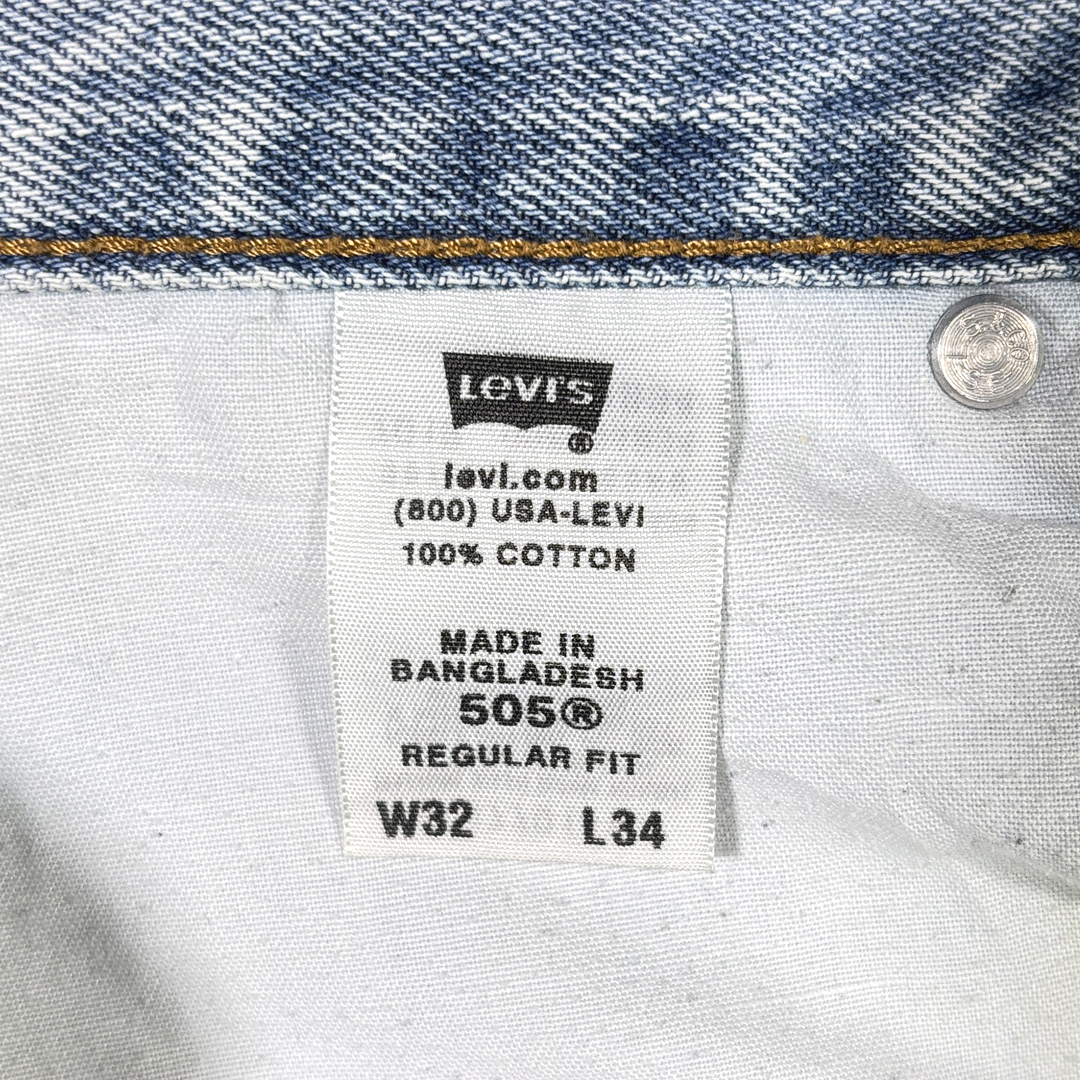 LEVI'S
®
levi.com
(800) USA-LEVI
100% COTTON
MADE IN
BANGLADESH
505®
REGULAR FIT
W32 L34